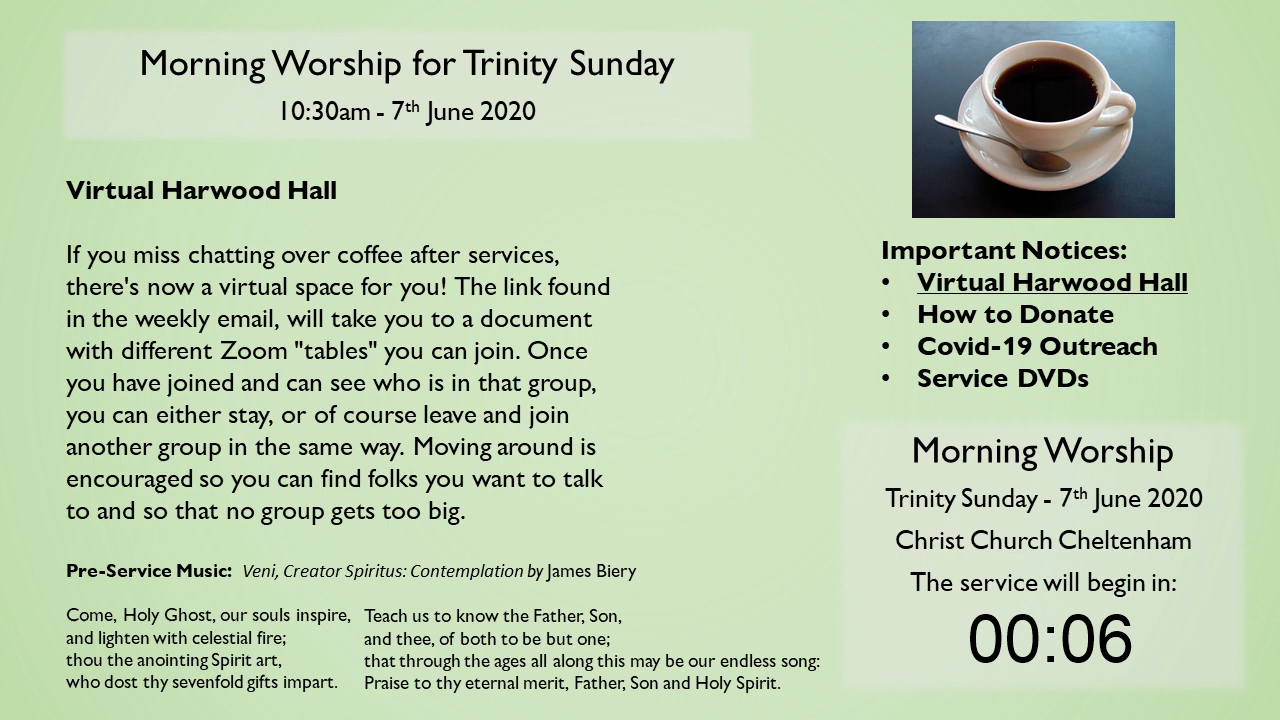 Morning Worship for Trinity Sunday
10:30am - 7th June 2020
Virtual Harwood Hall
If you miss chatting over coffee after services,
there's now a virtual space for you! The link found
in the weekly email, will take you to a document
with different Zoom "tables" you can join. Once
you have joined and can see who is in that group,
you can either stay, or of course leave and join
another group in the same way. Moving around is
encouraged so you can find folks you want to talk
to and so that no group gets too big.
Pre-Service Music: Veni, Creator Spiritus: Contemplation by James Biery
Come, Holy Ghost, our souls inspire,
and lighten with celestial fire;
thou the anointing Spirit art,
who dost thy sevenfold gifts impart.
Teach us to know the Father, Son,
and thee, of both to be but one;
that through the ages all along this may be our endless song:
Praise to thy eternal merit, Father, Son and Holy Spirit.
Important Notices:
• Virtual Harwood Hall
• How to Donate
• Covid-19 Outreach
• Service DVDs
Morning Worship
Trinity Sunday - 7th June 2020
Christ Church Cheltenham
The service will begin in:
00:06